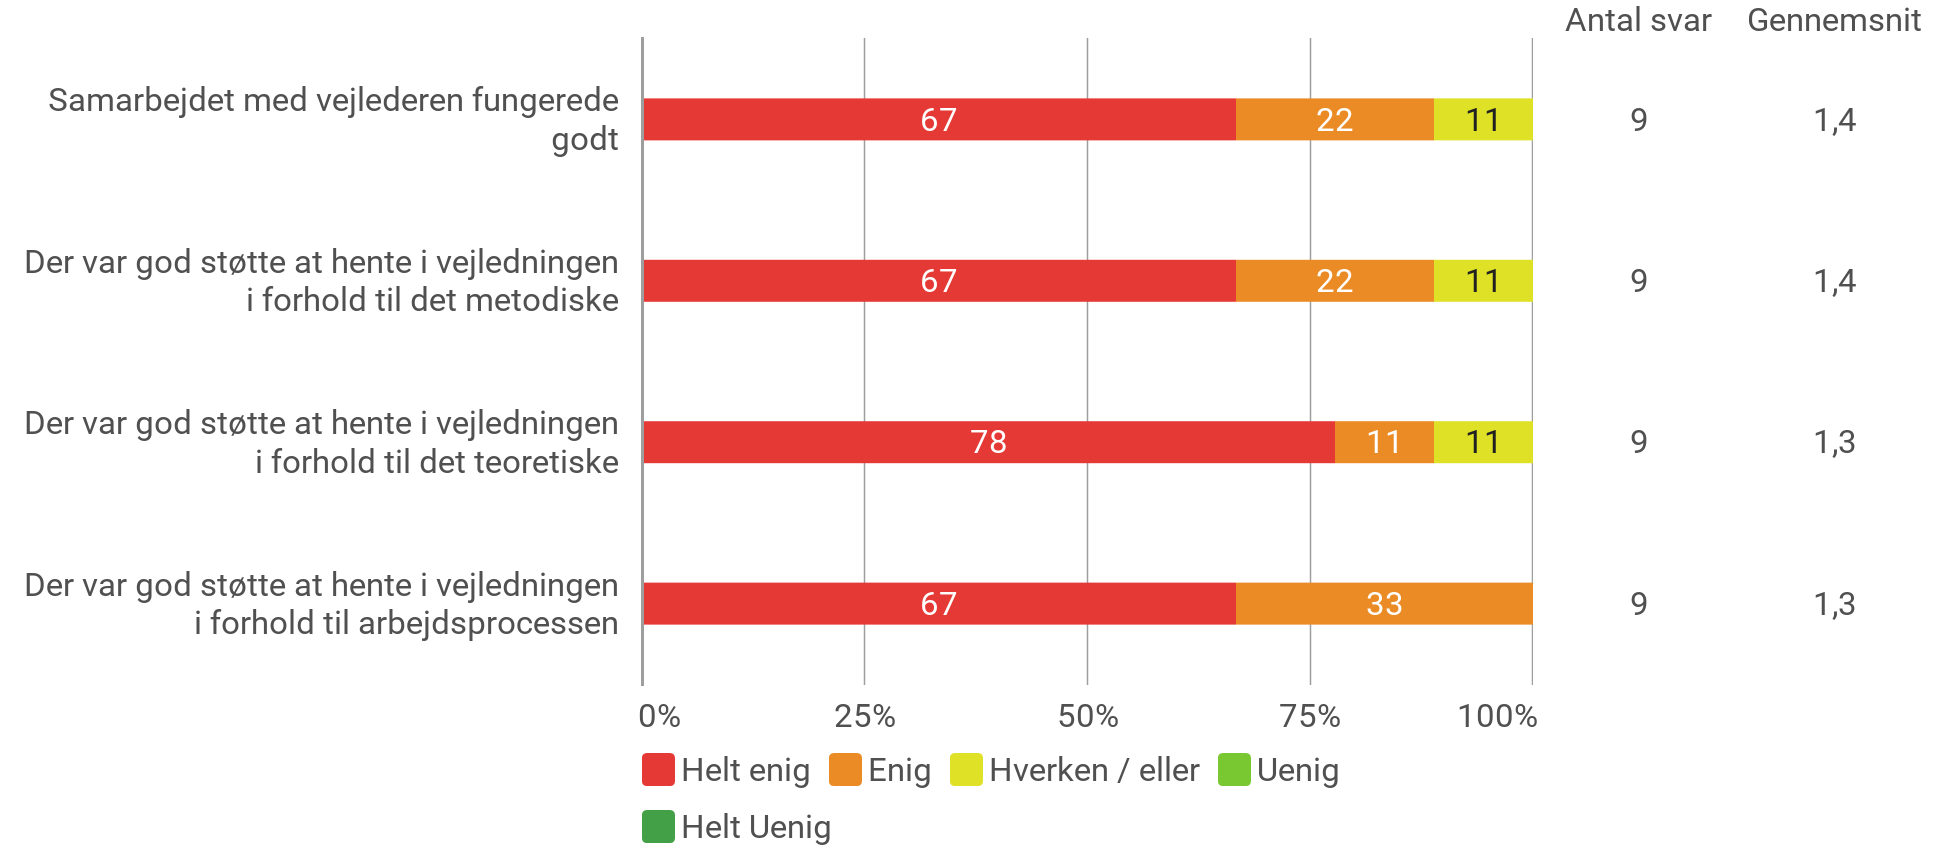 Antal svar Gennemsnit
Samarbejdet med vejlederen fungerede
godt
67 22 11 9 1,4
Der var god støtte at hente i vejledningen
i forhold til det metodiske
67 22 11 9 1,4
Der var god støtte at hente i vejledningen
i forhold til det teoretiske
78 11 11 9 1,3
Der var god støtte at hente i vejledningen
i forhold til arbejdsprocessen
67 33 9 1,3
0% 25% 50% 75% 100%
Helt enig Enig Hverken / eller Uenig
Helt Uenig